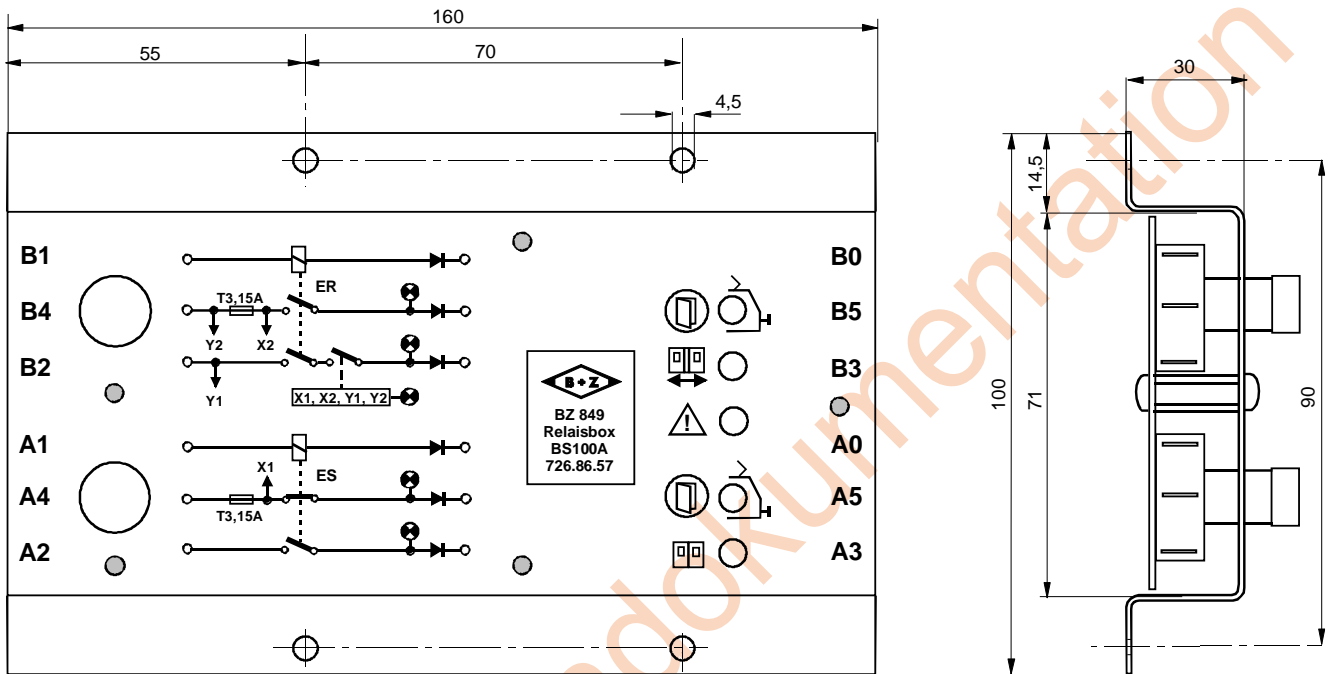 160
55
70
4,5
B1
B4
B2
A1
A4
A2
ER
T3,15A
Y2
X2
Y1
X1, X2, Y1, Y2
X1
ES
T3,15A
B + Z
BZ 849
Relaisbox
BS100A
726.86.57
!
B0
B5
B3
A0
A5
A3
30
14,5
100
71
90
dokumentation